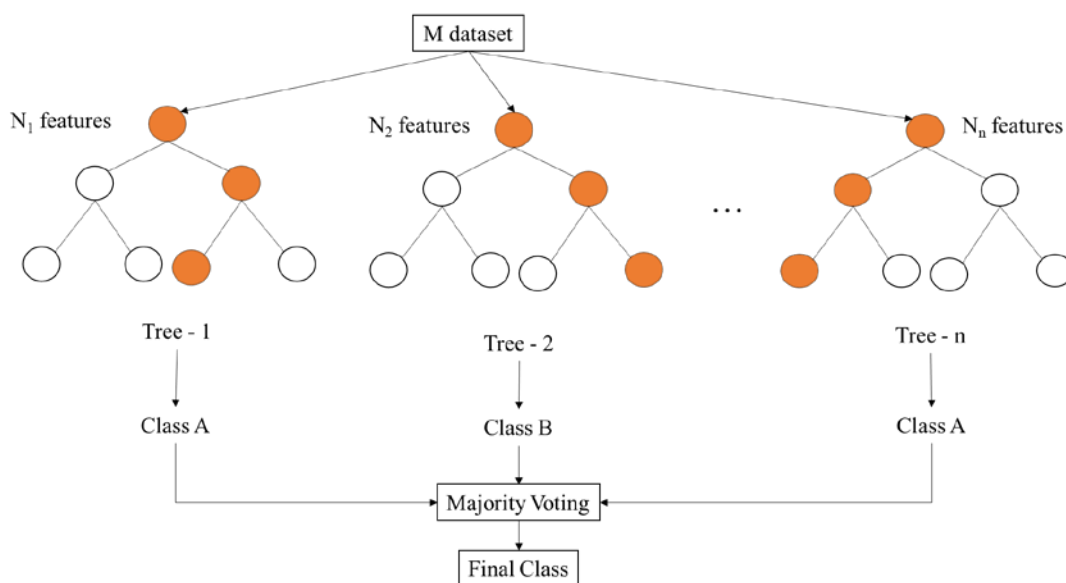 M dataset
N₁ features
N₂ features
Nₙ features
...
Tree - 1
Tree - 2
Tree - n
Class A
Class B
Class A
Majority Voting
Final Class